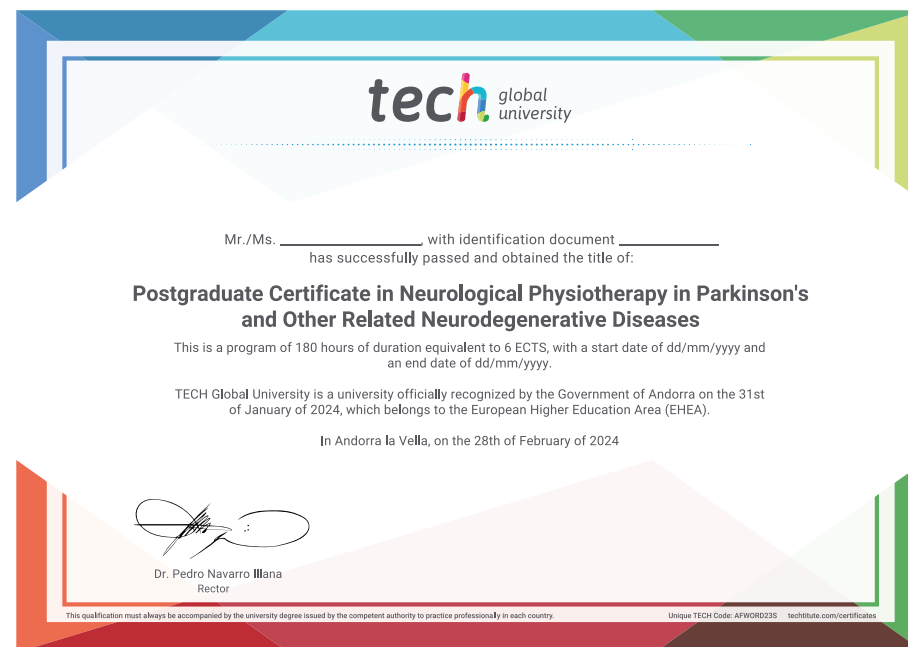 tech global
university
Mr./Ms. ____________, with identification document ____________
has successfully passed and obtained the title of:
Postgraduate Certificate in Neurological Physiotherapy in Parkinson's
and Other Related Neurodegenerative Diseases
This is a program of 180 hours of duration equivalent to 6 ECTS, with a start date of dd/mm/yyyy and
an end date of dd/mm/yyyy.
TECH Global University is a university officially recognized by the Government of Andorra on the 31st
of January of 2024, which belongs to the European Higher Education Area (EHEA).
In Andorra la Vella, on the 28th of February of 2024
Dr. Pedro Navarro Illana
Rector
This qualification must always be accompanied by the university degree issued by the competent authority to practice professionally in each country.
Unique TECH Code: AFWORD23S techtitute.com/certificates